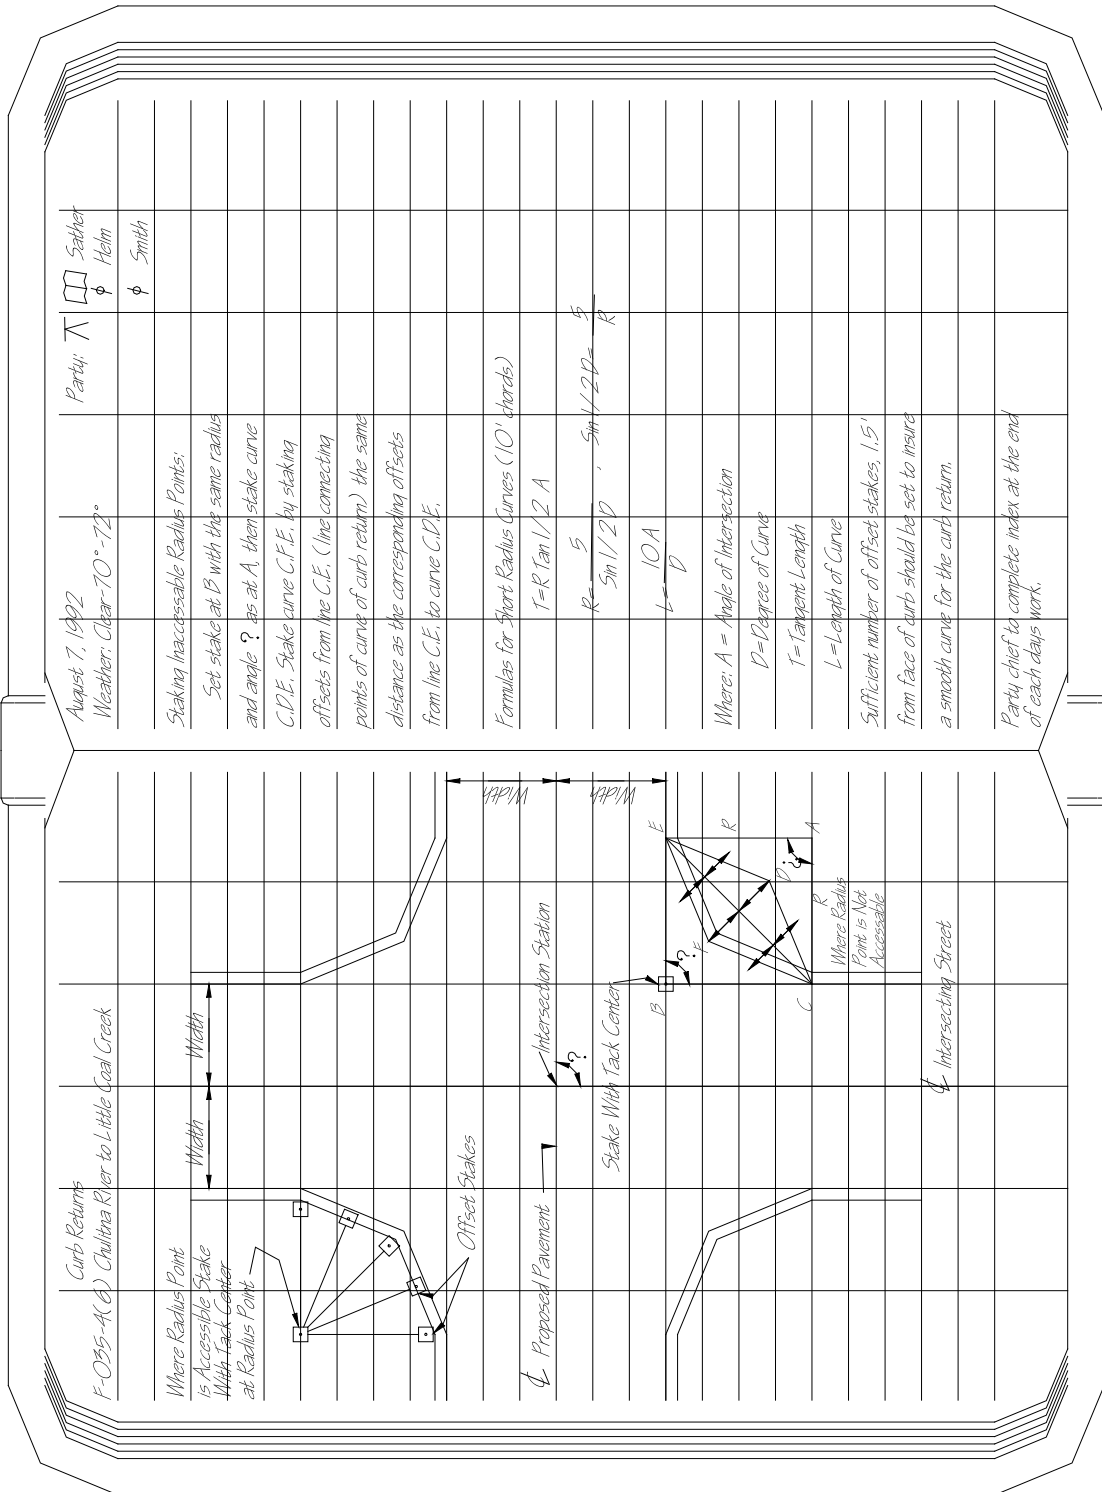 Curb Returns
F-035-4(6) Chulitna River to Little Coal Creek
Where Radius Point
is Accessible Stake
With Tack Center
at Radius Point
Width
Width
Offset Stakes
℄ Proposed Pavement
Intersection Station
?
Width
Width
Stake With Tack Center
B
?
E
F
R
D
?
A
C
R
Where Radius
Point is Not
Accessable
℄ Intersecting Street
August 7, 1992
Weather: Clear-70°-72°
Party:
Sather
ϕ Helm
ϕ Smith
Staking Inaccessable Radius Points:
Set stake at B with the same radius
and angle ? as at A, then stake curve
C.D.E. Stake curve C.F.E. by staking
offsets from line C.E. (line connecting
points of curve of curb return) the same
distance as the corresponding offsets
from line C.E. to curve C.D.E.
Formulas for Short Radius Curves (10' chords)
T=R Tan 1/2 A
R= 5 / Sin 1/2D , Sin 1/2 D= 5 / R
L= 10A / D
Where: A = Angle of Intersection
D=Degree of Curve
T=Tangent Length
L=Length of Curve
Sufficient number of offset stakes, 1.5'
from face of curb should be set to insure
a smooth curve for the curb return.
Party chief to complete index at the end
of each days work.